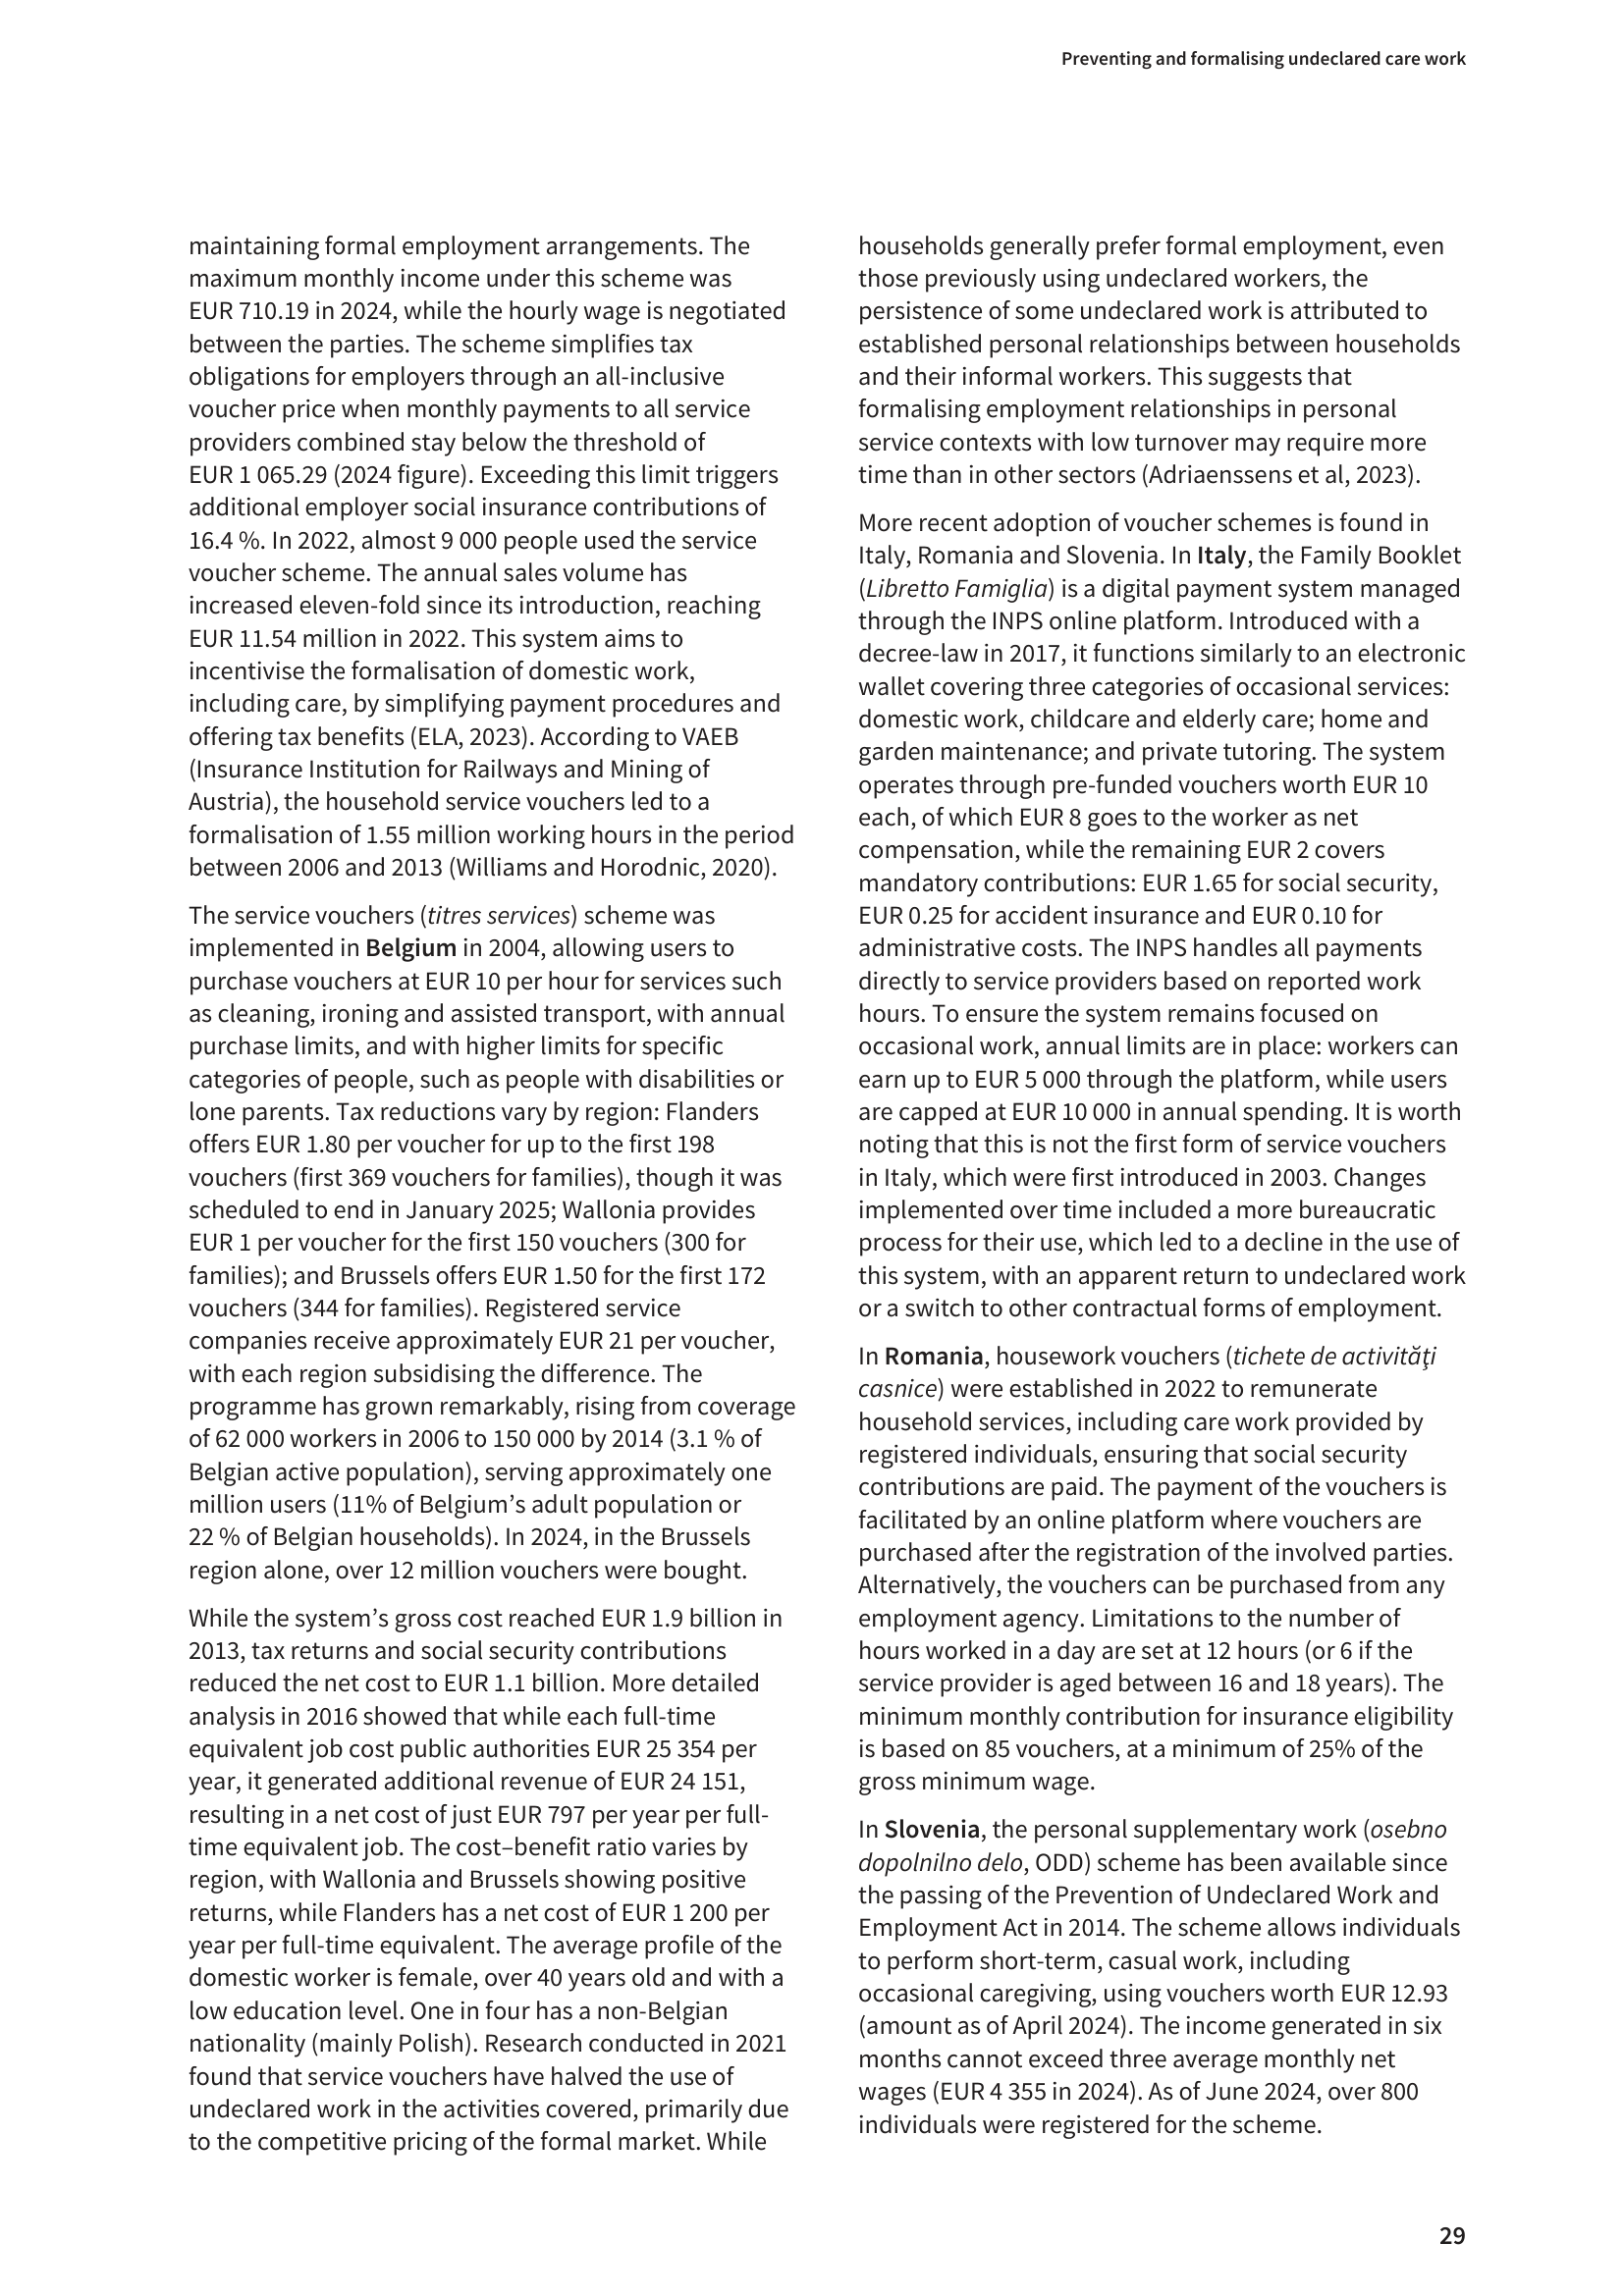 Preventing and formalising undeclared care work
maintaining formal employment arrangements. The
maximum monthly income under this scheme was
EUR 710.19 in 2024, while the hourly wage is negotiated
between the parties. The scheme simplifies tax
obligations for employers through an all-inclusive
voucher price when monthly payments to all service
providers combined stay below the threshold of
EUR 1 065.29 (2024 figure). Exceeding this limit triggers
additional employer social insurance contributions of
16.4 %. In 2022, almost 9 000 people used the service
voucher scheme. The annual sales volume has
increased eleven-fold since its introduction, reaching
EUR 11.54 million in 2022. This system aims to
incentivise the formalisation of domestic work,
including care, by simplifying payment procedures and
offering tax benefits (ELA, 2023). According to VAEB
(Insurance Institution for Railways and Mining of
Austria), the household service vouchers led to a
formalisation of 1.55 million working hours in the period
between 2006 and 2013 (Williams and Horodnic, 2020).
The service vouchers (titres services) scheme was
implemented in Belgium in 2004, allowing users to
purchase vouchers at EUR 10 per hour for services such
as cleaning, ironing and assisted transport, with annual
purchase limits, and with higher limits for specific
categories of people, such as people with disabilities or
lone parents. Tax reductions vary by region: Flanders
offers EUR 1.80 per voucher for up to the first 198
vouchers (first 369 vouchers for families), though it was
scheduled to end in January 2025; Wallonia provides
EUR 1 per voucher for the first 150 vouchers (300 for
families); and Brussels offers EUR 1.50 for the first 172
vouchers (344 for families). Registered service
companies receive approximately EUR 21 per voucher,
with each region subsidising the difference. The
programme has grown remarkably, rising from coverage
of 62 000 workers in 2006 to 150 000 by 2014 (3.1 % of
Belgian active population), serving approximately one
million users (11% of Belgium’s adult population or
22 % of Belgian households). In 2024, in the Brussels
region alone, over 12 million vouchers were bought.
While the system’s gross cost reached EUR 1.9 billion in
2013, tax returns and social security contributions
reduced the net cost to EUR 1.1 billion. More detailed
analysis in 2016 showed that while each full-time
equivalent job cost public authorities EUR 25 354 per
year, it generated additional revenue of EUR 24 151,
resulting in a net cost of just EUR 797 per year per full-
time equivalent job. The cost–benefit ratio varies by
region, with Wallonia and Brussels showing positive
returns, while Flanders has a net cost of EUR 1 200 per
year per full-time equivalent. The average profile of the
domestic worker is female, over 40 years old and with a
low education level. One in four has a non-Belgian
nationality (mainly Polish). Research conducted in 2021
found that service vouchers have halved the use of
undeclared work in the activities covered, primarily due
to the competitive pricing of the formal market. While
households generally prefer formal employment, even
those previously using undeclared workers, the
persistence of some undeclared work is attributed to
established personal relationships between households
and their informal workers. This suggests that
formalising employment relationships in personal
service contexts with low turnover may require more
time than in other sectors (Adriaenssens et al, 2023).
More recent adoption of voucher schemes is found in
Italy, Romania and Slovenia. In Italy, the Family Booklet
(Libretto Famiglia) is a digital payment system managed
through the INPS online platform. Introduced with a
decree-law in 2017, it functions similarly to an electronic
wallet covering three categories of occasional services:
domestic work, childcare and elderly care; home and
garden maintenance; and private tutoring. The system
operates through pre-funded vouchers worth EUR 10
each, of which EUR 8 goes to the worker as net
compensation, while the remaining EUR 2 covers
mandatory contributions: EUR 1.65 for social security,
EUR 0.25 for accident insurance and EUR 0.10 for
administrative costs. The INPS handles all payments
directly to service providers based on reported work
hours. To ensure the system remains focused on
occasional work, annual limits are in place: workers can
earn up to EUR 5 000 through the platform, while users
are capped at EUR 10 000 in annual spending. It is worth
noting that this is not the first form of service vouchers
in Italy, which were first introduced in 2003. Changes
implemented over time included a more bureaucratic
process for their use, which led to a decline in the use of
this system, with an apparent return to undeclared work
or a switch to other contractual forms of employment.
In Romania, housework vouchers (tichete de activităţi
casnice) were established in 2022 to remunerate
household services, including care work provided by
registered individuals, ensuring that social security
contributions are paid. The payment of the vouchers is
facilitated by an online platform where vouchers are
purchased after the registration of the involved parties.
Alternatively, the vouchers can be purchased from any
employment agency. Limitations to the number of
hours worked in a day are set at 12 hours (or 6 if the
service provider is aged between 16 and 18 years). The
minimum monthly contribution for insurance eligibility
is based on 85 vouchers, at a minimum of 25% of the
gross minimum wage.
In Slovenia, the personal supplementary work (osebno
dopolnilno delo, ODD) scheme has been available since
the passing of the Prevention of Undeclared Work and
Employment Act in 2014. The scheme allows individuals
to perform short-term, casual work, including
occasional caregiving, using vouchers worth EUR 12.93
(amount as of April 2024). The income generated in six
months cannot exceed three average monthly net
wages (EUR 4 355 in 2024). As of June 2024, over 800
individuals were registered for the scheme.
29